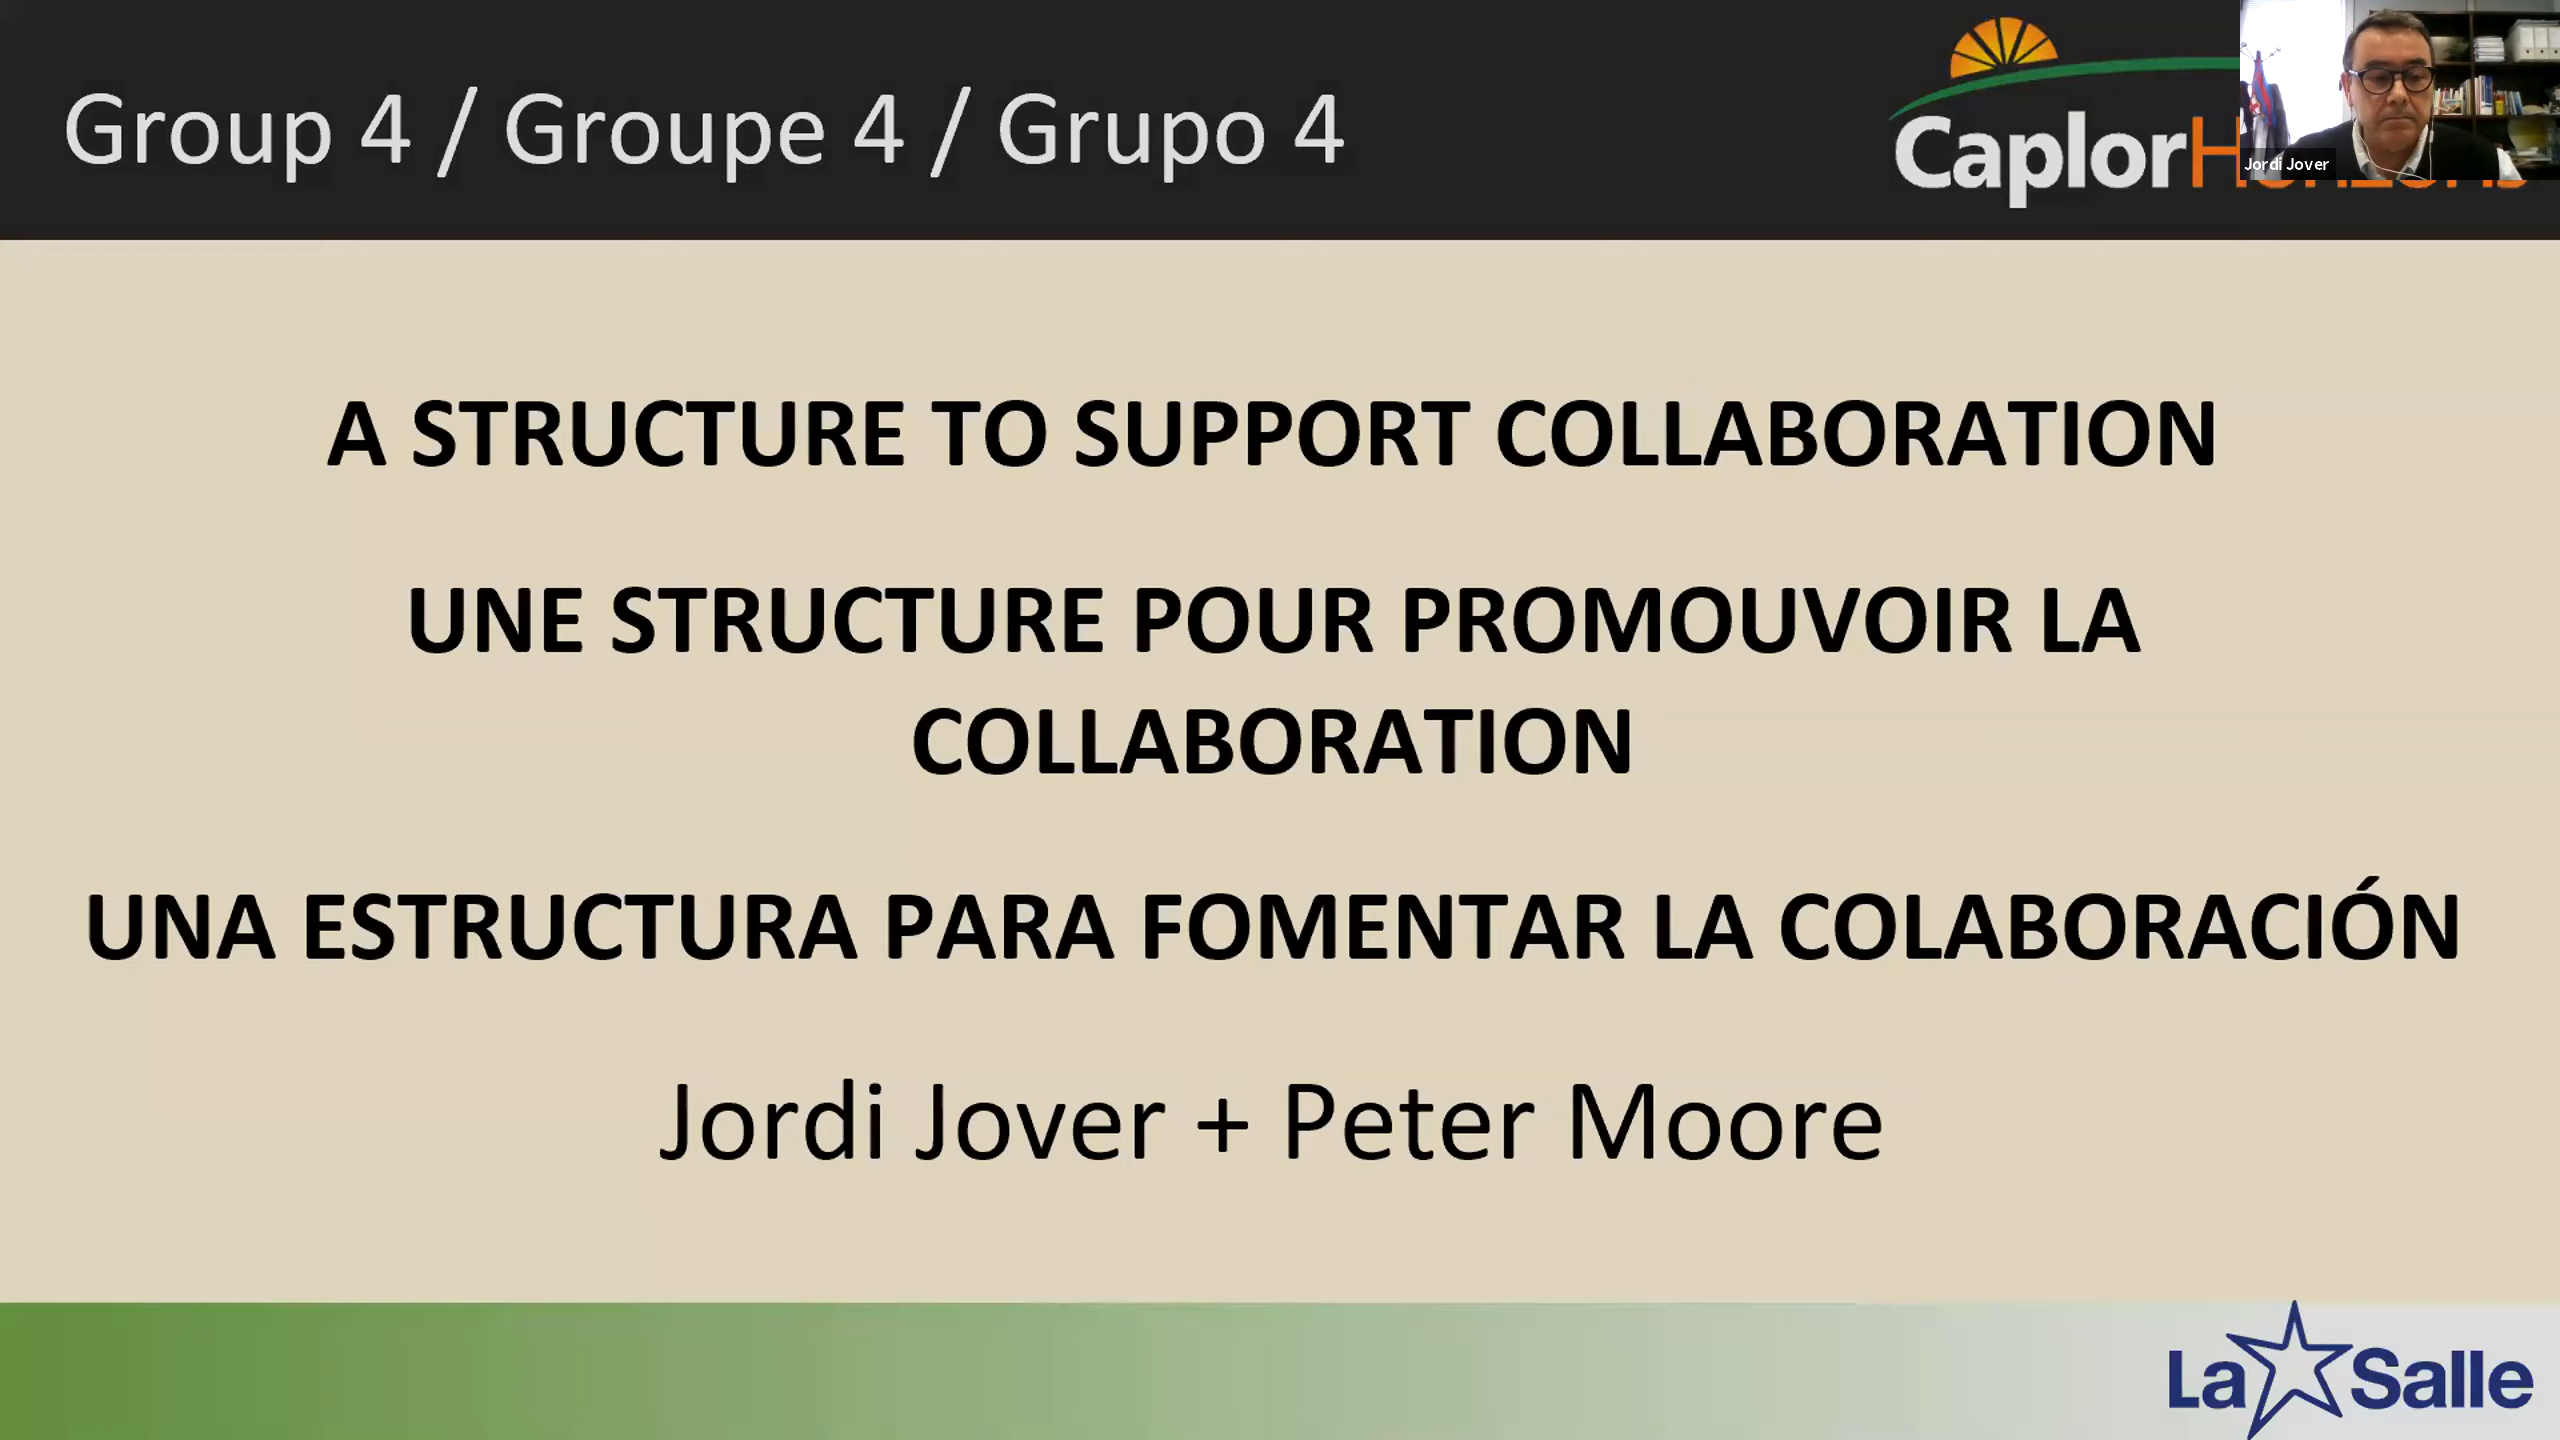 Group 4 / Groupe 4 / Grupo 4
Caplor
Jordi Jover
A STRUCTURE TO SUPPORT COLLABORATION
UNE STRUCTURE POUR PROMOUVOIR LA
COLLABORATION
UNA ESTRUCTURA PARA FOMENTAR LA COLABORACIÓN
Jordi Jover + Peter Moore
La Salle